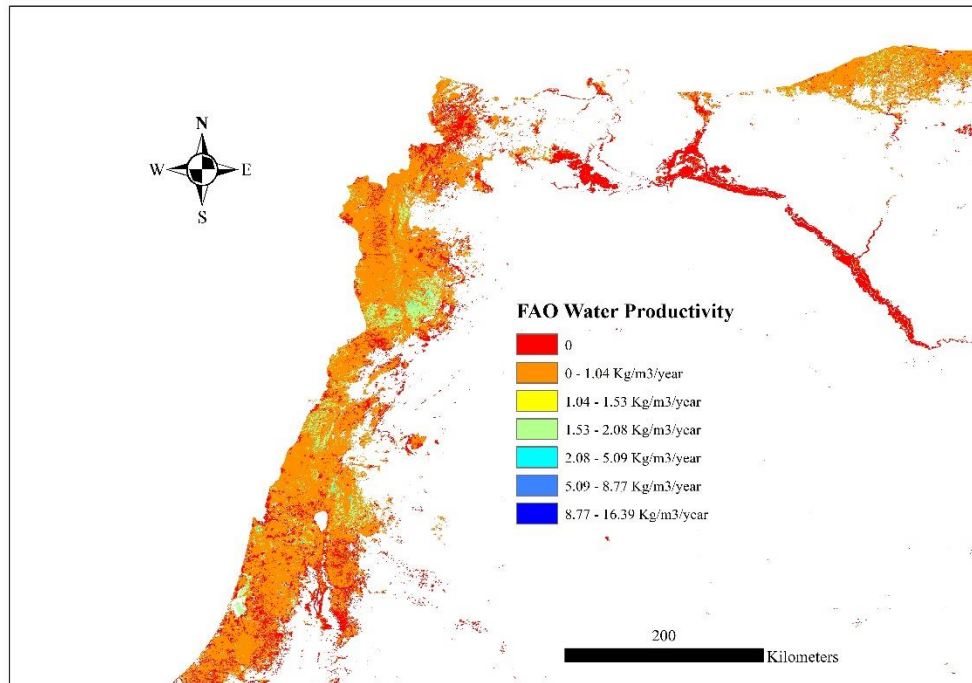 N
W
E
S
FAO Water Productivity
0
0 - 1.04 Kg/m3/year
1.04 - 1.53 Kg/m3/year
1.53 - 2.08 Kg/m3/year
2.08 - 5.09 Kg/m3/year
5.09 - 8.77 Kg/m3/year
8.77 - 16.39 Kg/m3/year
200
Kilometers